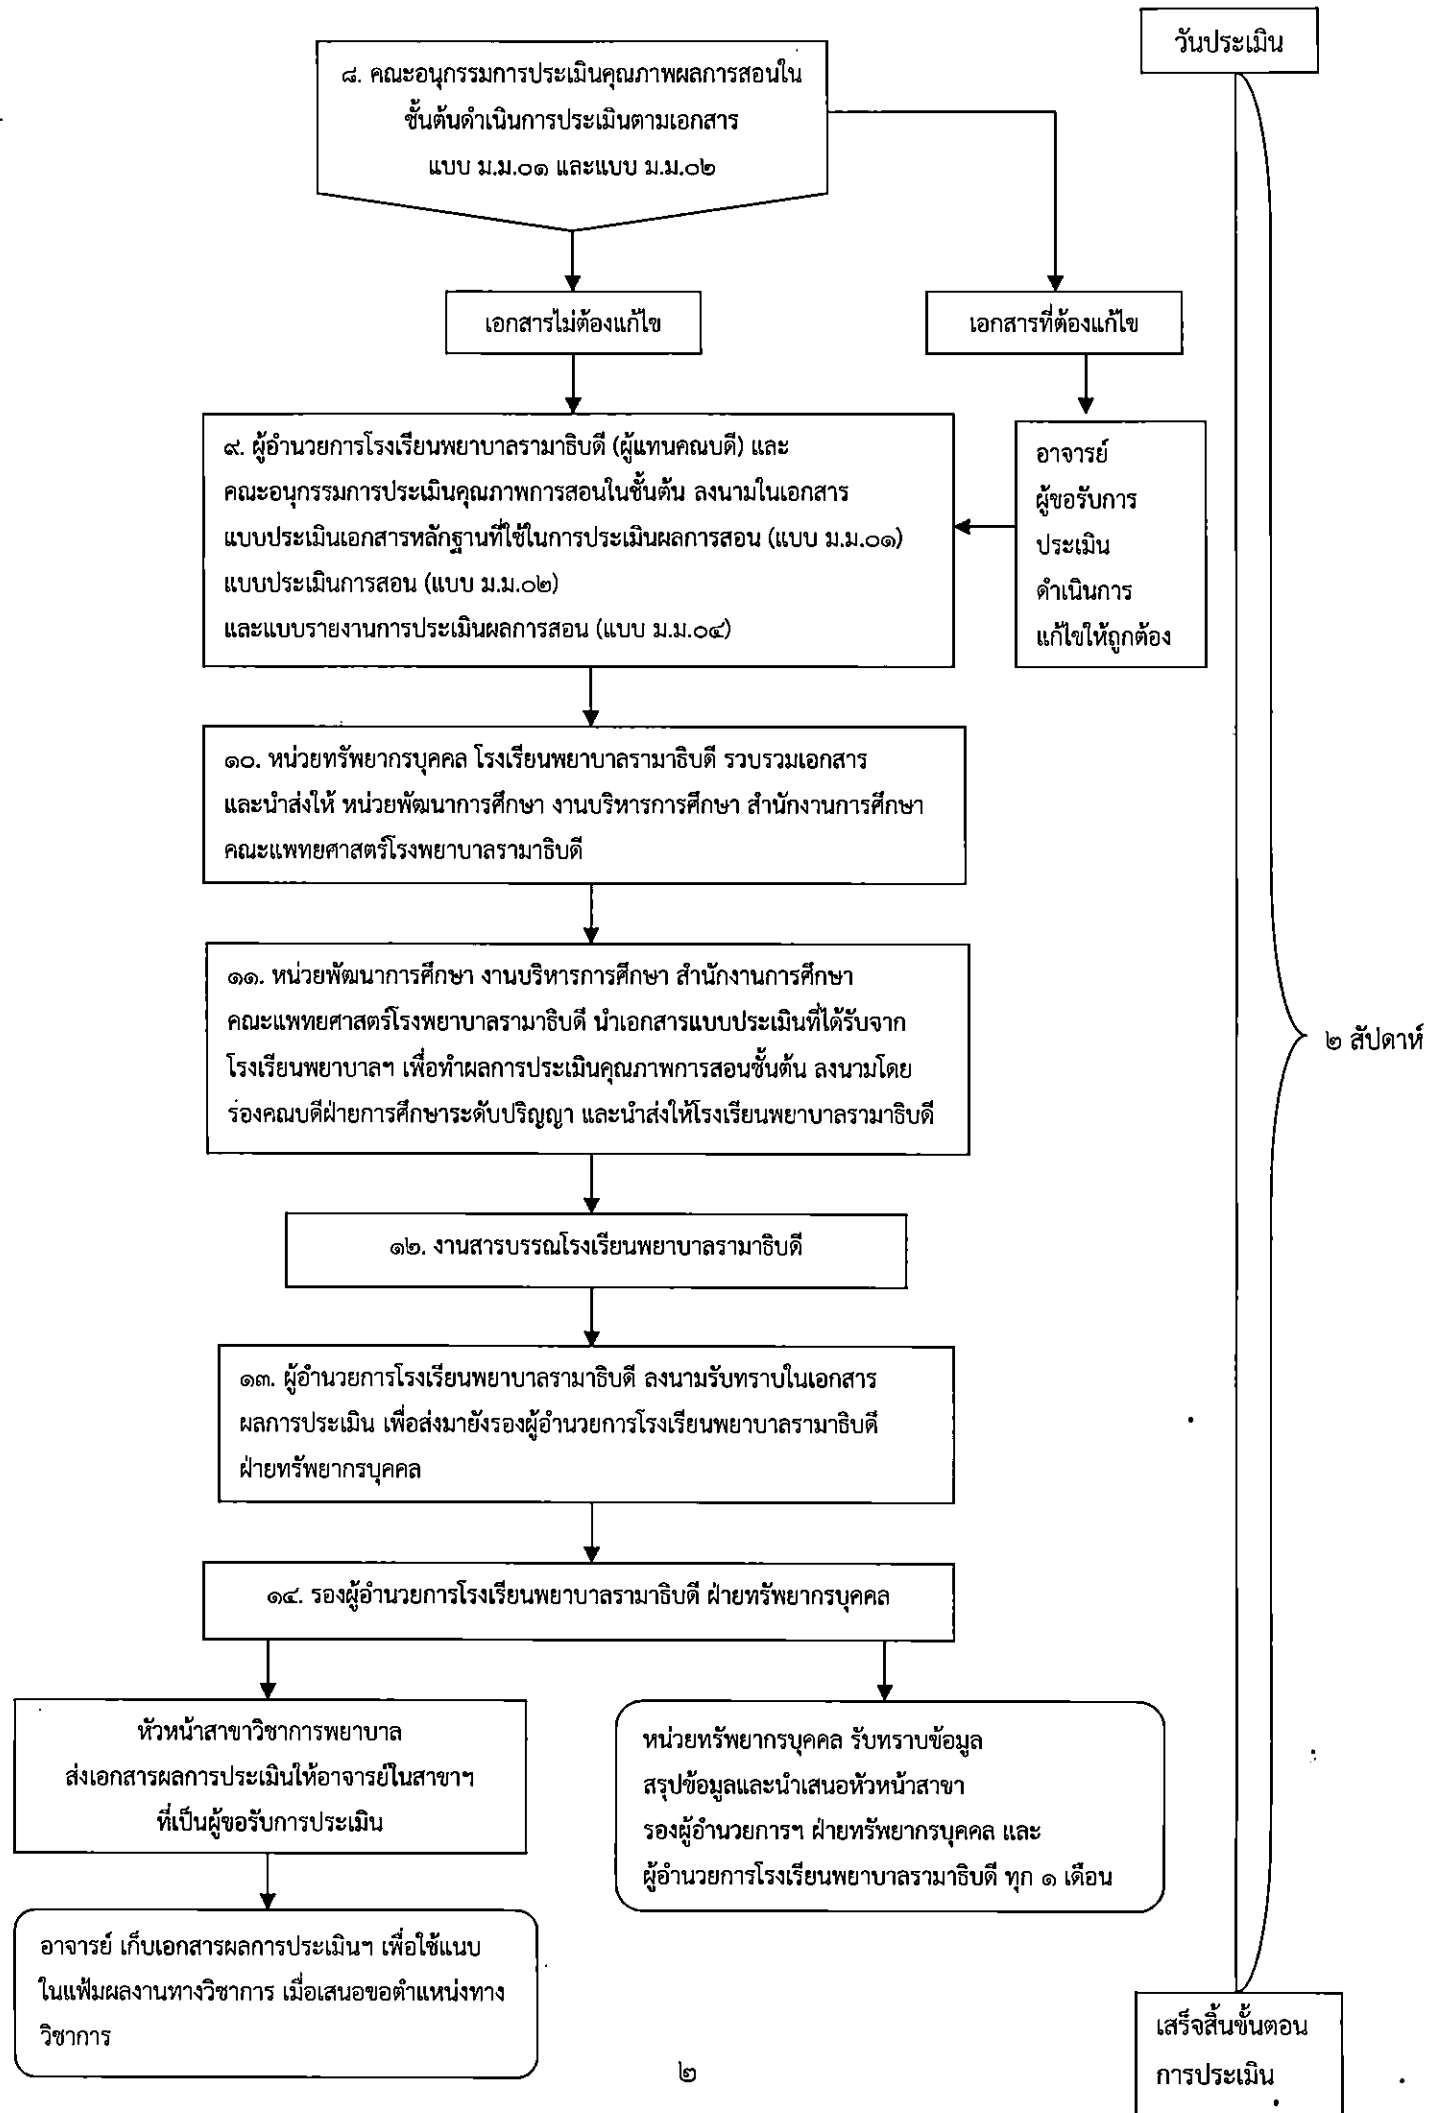 วันประเมิน
๘. คณะอนุกรรมการประเมินคุณภาพผลการสอนใน
ชั้นต้นดำเนินการประเมินตามเอกสาร
แบบ ม.ม.๐๑ และแบบ ม.ม.๐๒
เอกสารไม่ต้องแก้ไข
เอกสารที่ต้องแก้ไข
๙. ผู้อำนวยการโรงเรียนพยาบาลรามาธิบดี (ผู้แทนคณบดี) และ
คณะอนุกรรมการประเมินคุณภาพการสอนในชั้นต้น ลงนามในเอกสาร
แบบประเมินเอกสารหลักฐานที่ใช้ในการประเมินผลการสอน (แบบ ม.ม.๐๑)
แบบประเมินการสอน (แบบ ม.ม.๐๒)
และแบบรายงานการประเมินผลการสอน (แบบ ม.ม.๐๔)
อาจารย์
ผู้ขอรับการ
ประเมิน
ดำเนินการ
แก้ไขให้ถูกต้อง
๑๐. หน่วยทรัพยากรบุคคล โรงเรียนพยาบาลรามาธิบดี รวบรวมเอกสาร
และนำส่งให้ หน่วยพัฒนาการศึกษา งานบริหารการศึกษา สำนักงานการศึกษา
คณะแพทยศาสตร์โรงพยาบาลรามาธิบดี
๑๑. หน่วยพัฒนาการศึกษา งานบริหารการศึกษา สำนักงานการศึกษา
คณะแพทยศาสตร์โรงพยาบาลรามาธิบดี นำเอกสารแบบประเมินที่ได้รับจาก
โรงเรียนพยาบาลฯ เพื่อทำผลการประเมินคุณภาพการสอนชั้นต้น ลงนามโดย
รองคณบดีฝ่ายการศึกษาระดับปริญญา และนำส่งให้โรงเรียนพยาบาลรามาธิบดี
๒ สัปดาห์
๑๒. งานสารบรรณโรงเรียนพยาบาลรามาธิบดี
๑๓. ผู้อำนวยการโรงเรียนพยาบาลรามาธิบดี ลงนามรับทราบในเอกสาร
ผลการประเมิน เพื่อส่งมายังรองผู้อำนวยการโรงเรียนพยาบาลรามาธิบดี
ฝ่ายทรัพยากรบุคคล
๑๔. รองผู้อำนวยการโรงเรียนพยาบาลรามาธิบดี ฝ่ายทรัพยากรบุคคล
หัวหน้าสาขาวิชาการพยาบาล
ส่งเอกสารผลการประเมินให้อาจารย์ในสาขาฯ
ที่เป็นผู้ขอรับการประเมิน
หน่วยทรัพยากรบุคคล รับทราบข้อมูล
สรุปข้อมูลและนำเสนอหัวหน้าสาขา
รองผู้อำนวยการฯ ฝ่ายทรัพยากรบุคคล และ
ผู้อำนวยการโรงเรียนพยาบาลรามาธิบดี ทุก ๑ เดือน
อาจารย์ เก็บเอกสารผลการประเมินฯ เพื่อใช้แนบ
ในแฟ้มผลงานทางวิชาการ เมื่อเสนอขอตำแหน่งทาง
วิชาการ
เสร็จสิ้นขั้นตอน
การประเมิน
๒